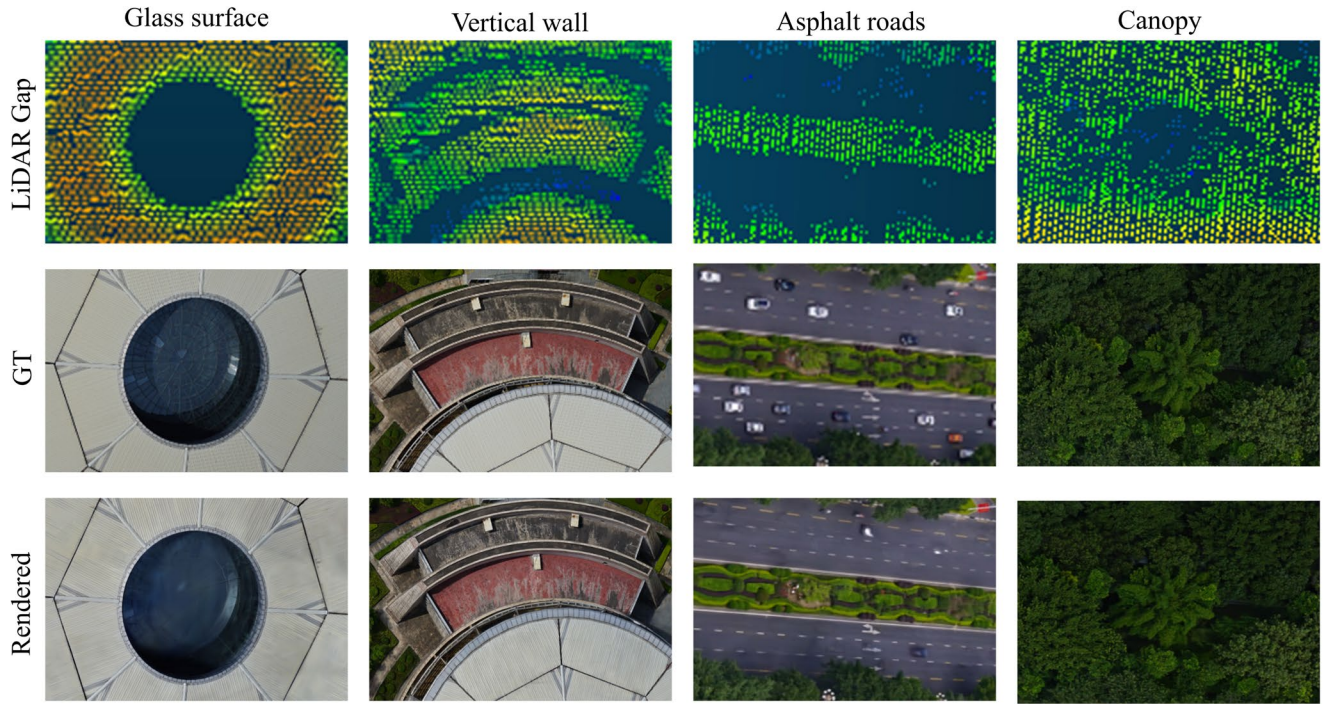 Glass surface
Vertical wall
Asphalt roads
Canopy
LiDAR Gap
GT
Rendered